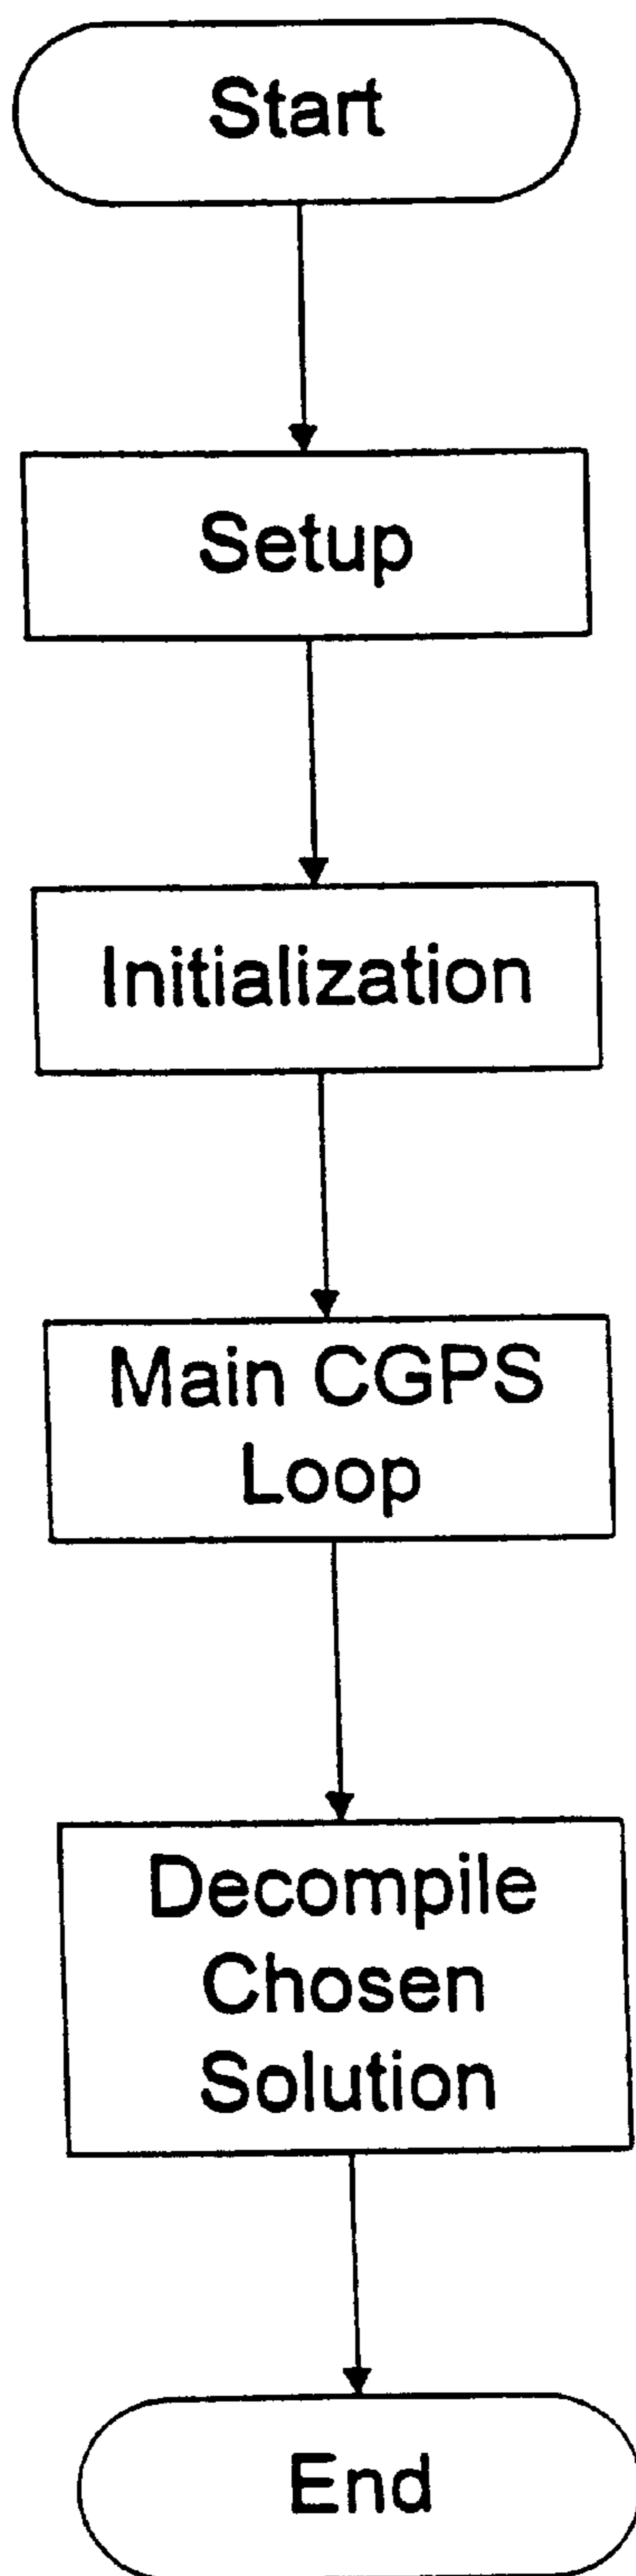 Start
Setup
Initialization
Main CGPS
Loop
Decompile
Chosen
Solution
End